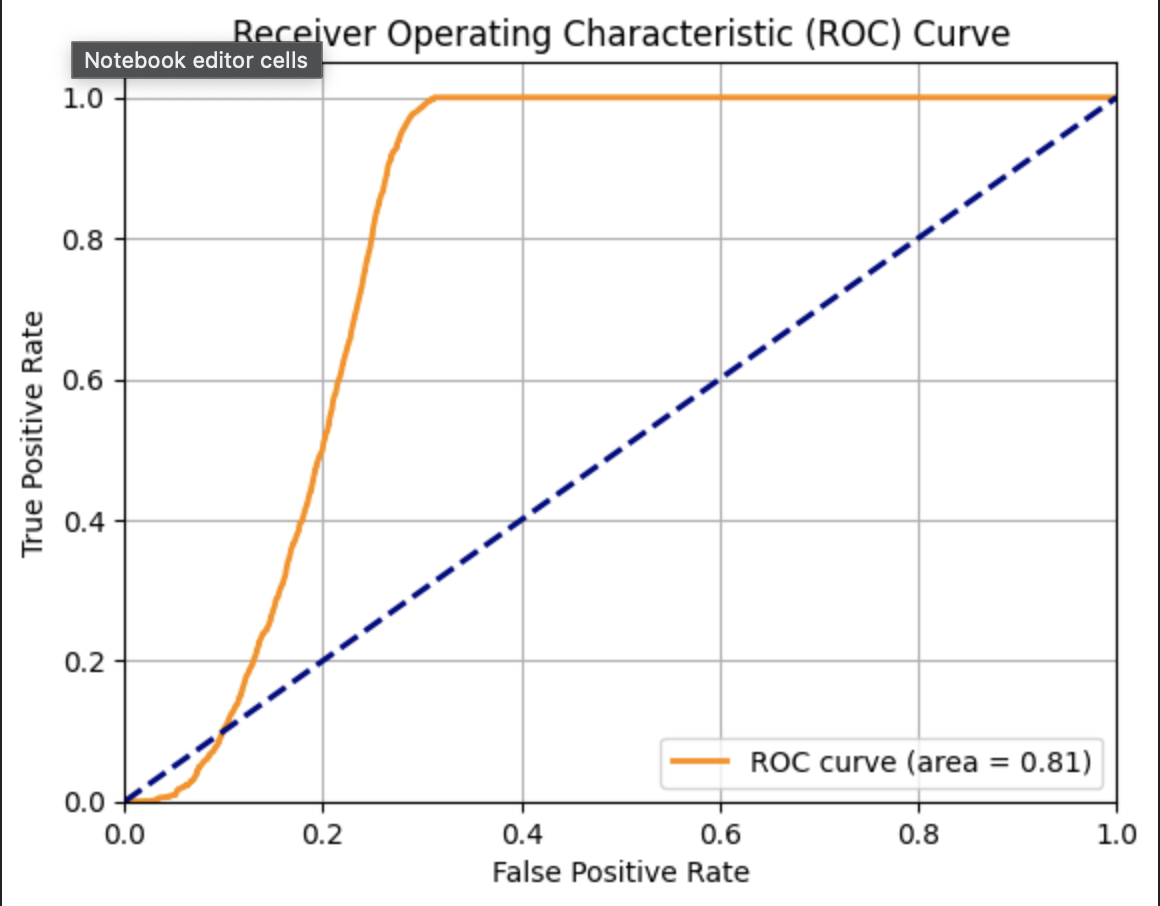 Receiver Operating Characteristic (ROC) Curve
Notebook editor cells
1.0
0.8
0.6
0.4
0.2
0.0
True Positive Rate
ROC curve (area = 0.81)
0.0 0.2 0.4 0.6 0.8 1.0
False Positive Rate